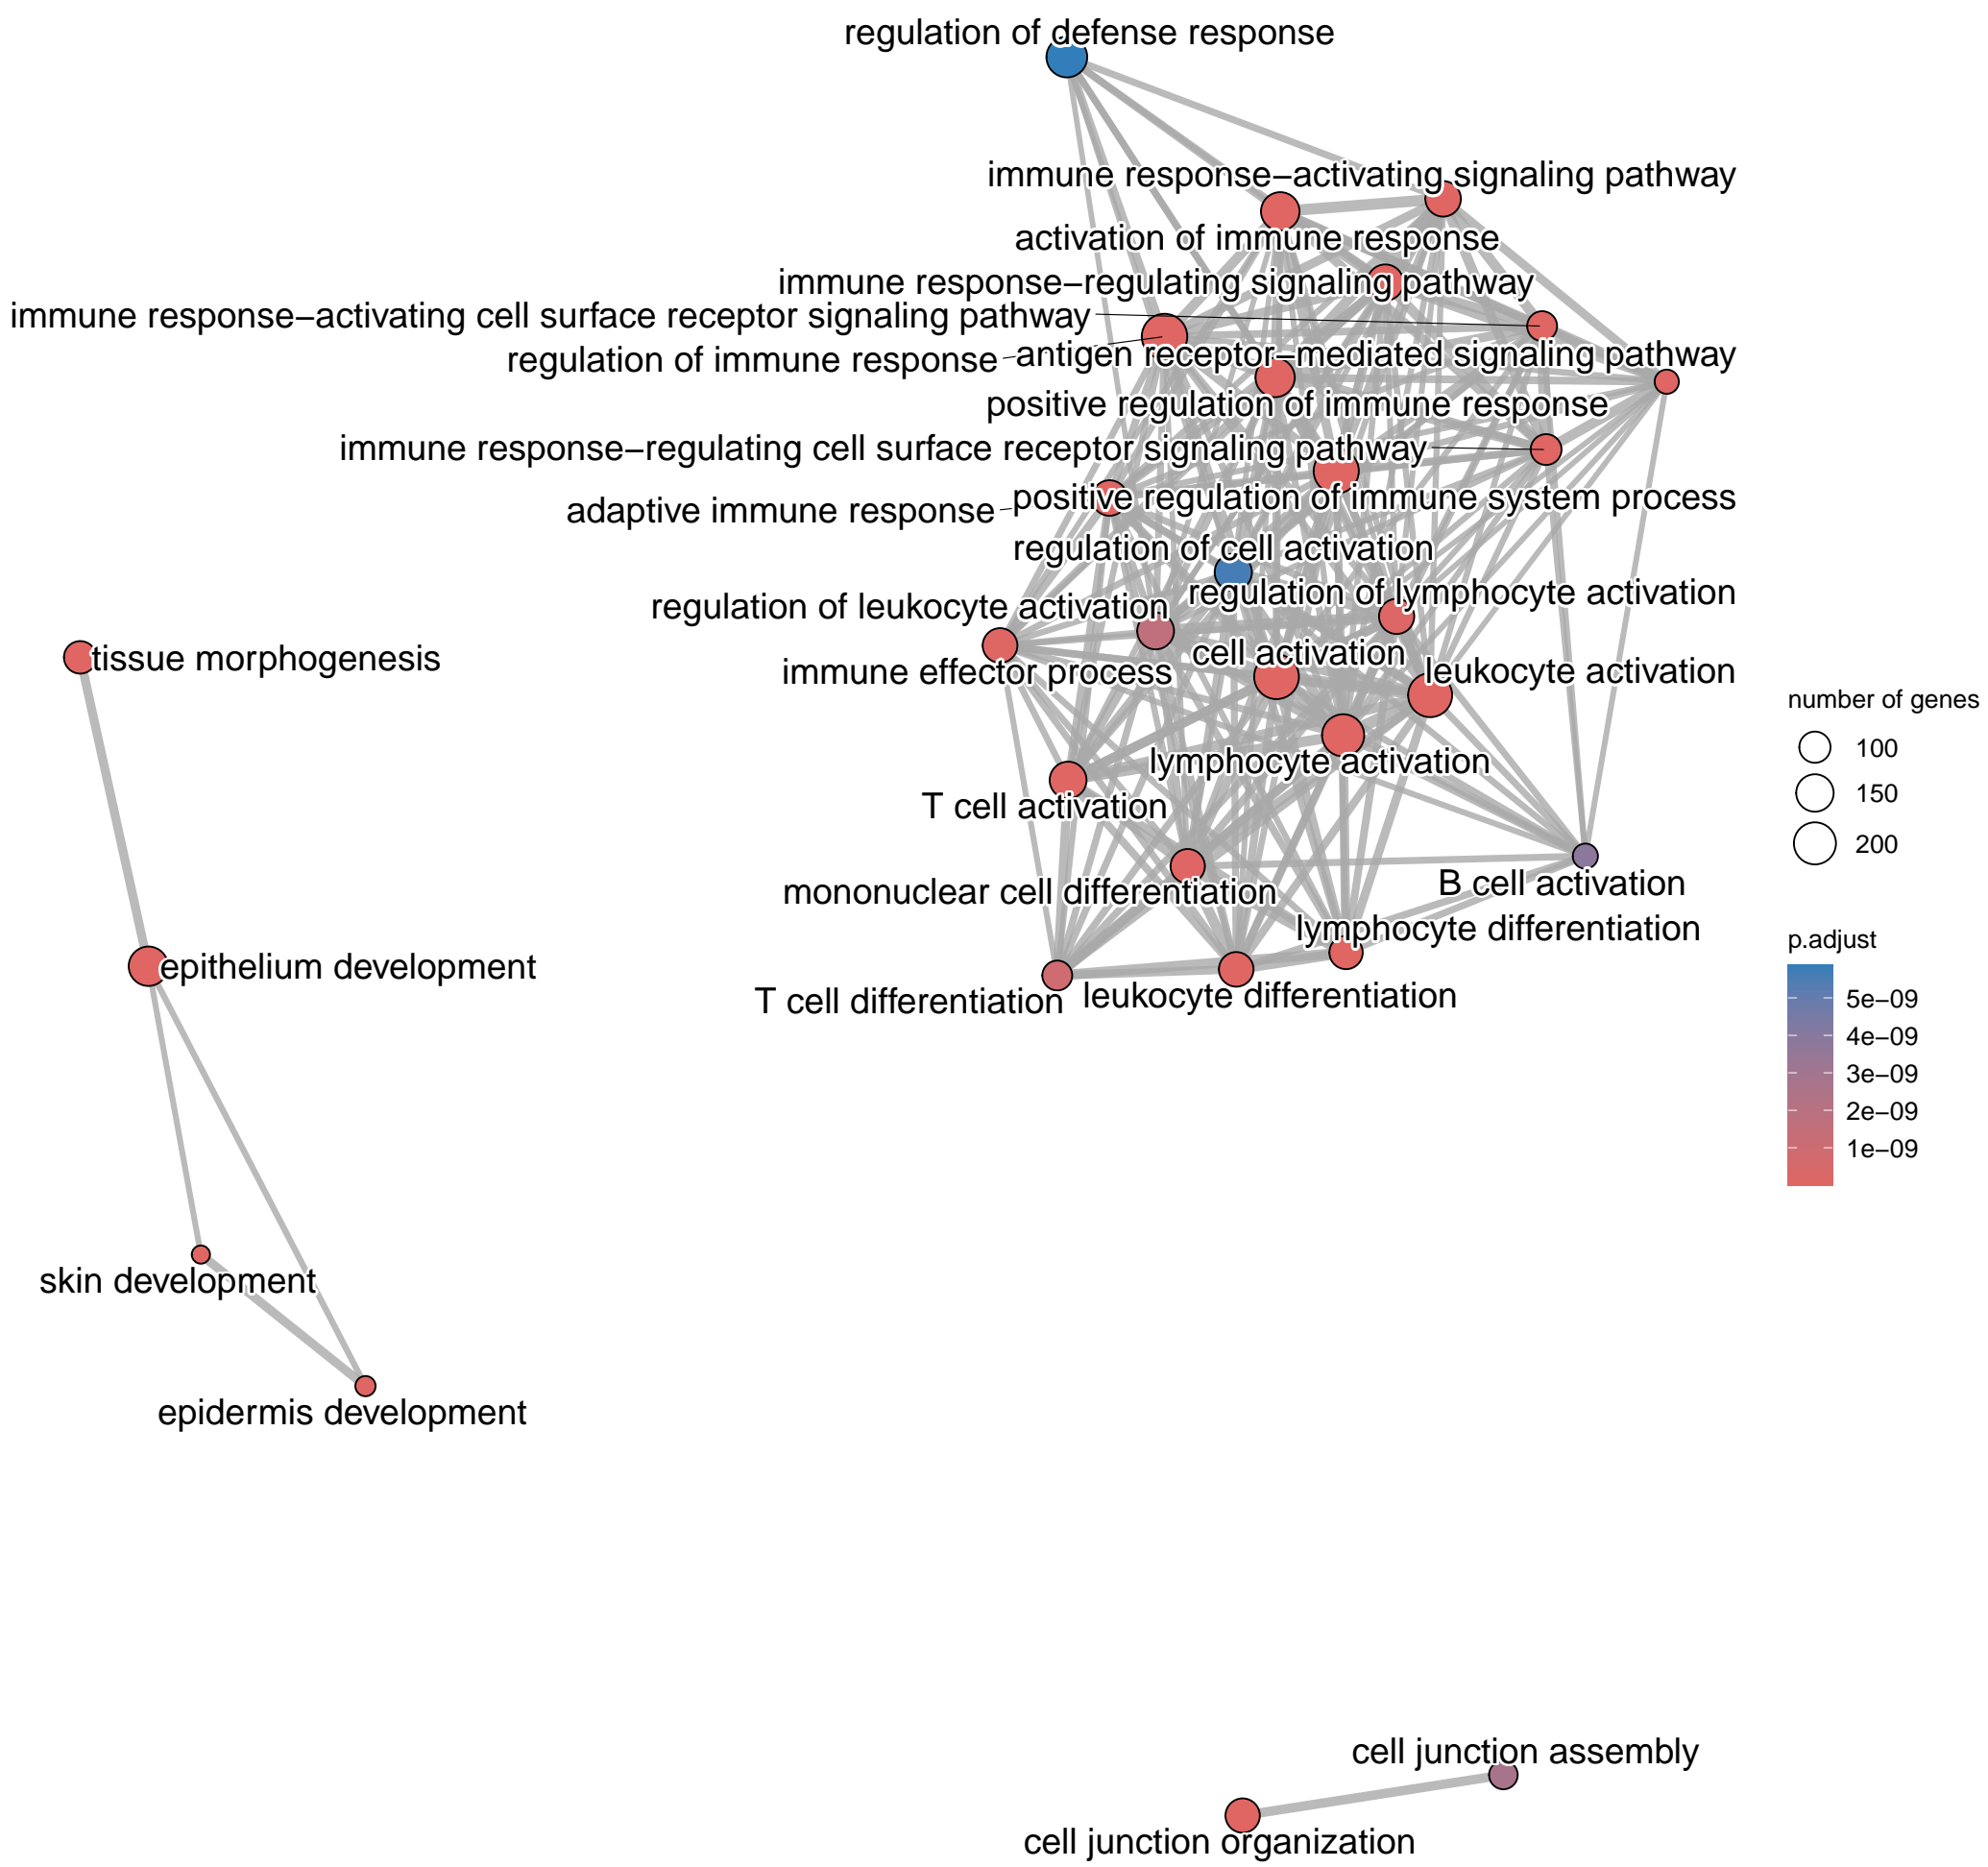 regulation of defense response
immune response−activating signaling pathway
activation of immune response
immune response−regulating signaling pathway
immune response−activating cell surface receptor signaling pathway
regulation of immune response
antigen receptor−mediated signaling pathway
positive regulation of immune response
immune response−regulating cell surface receptor signaling pathway
positive regulation of immune system process
adaptive immune response
regulation of cell activation
regulation of lymphocyte activation
regulation of leukocyte activation
cell activation
tissue morphogenesis
immune effector process
leukocyte activation
number of genes
100
lymphocyte activation
150
T cell activation
200
B cell activation
mononuclear cell differentiation
lymphocyte differentiation
p.adjust
epithelium development
leukocyte differentiation
T cell differentiation
5e−09
4e−09
3e−09
2e−09
1e−09
skin development
epidermis development
cell junction assembly
cell junction organization